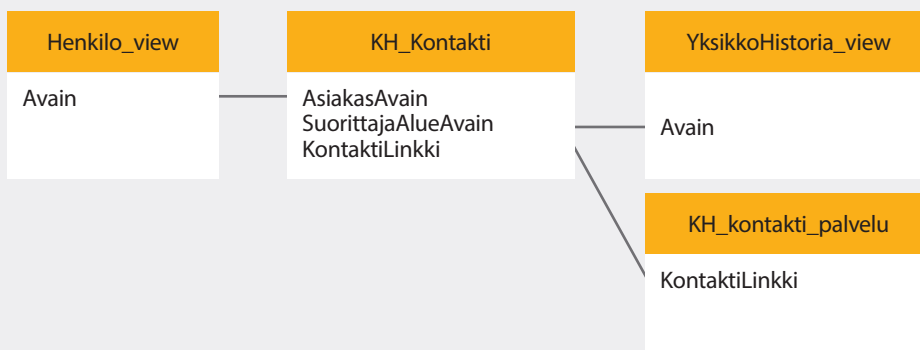 Henkilo_view
Avain
KH_Kontakti
AsiakasAvain
SuorittajaAlueAvain
KontaktiLinkki
YksikkoHistoria_view
Avain
KH_kontakti_palvelu
KontaktiLinkki